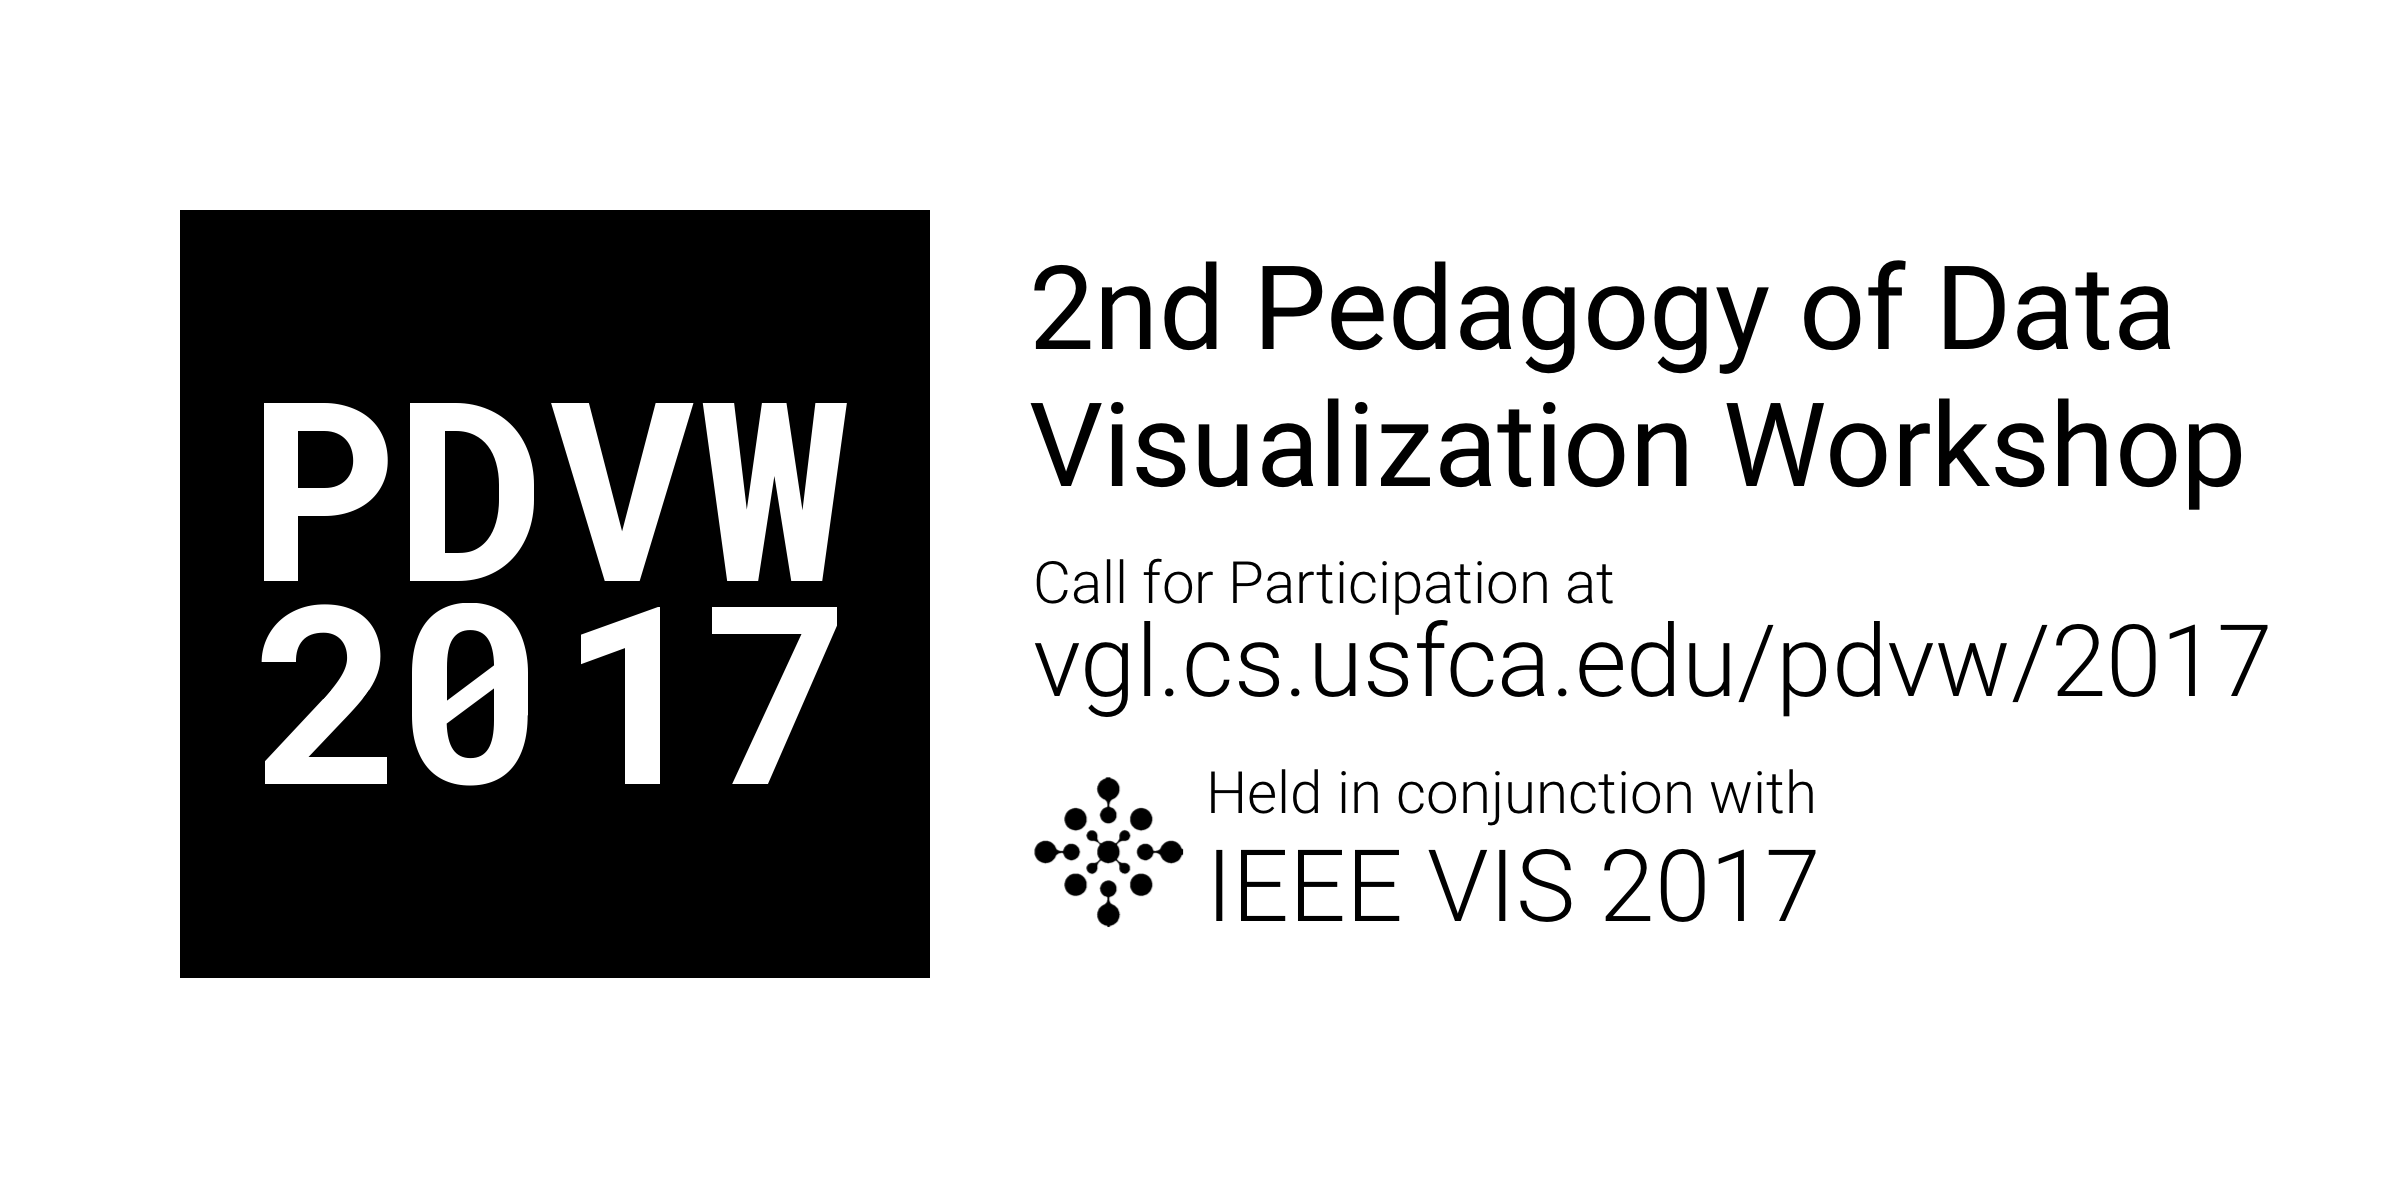 PDVW
2017
2nd Pedagogy of Data
Visualization Workshop
Call for Participation at
vgl.cs.usfca.edu/pdvw/2017
Held in conjunction with
IEEE VIS 2017